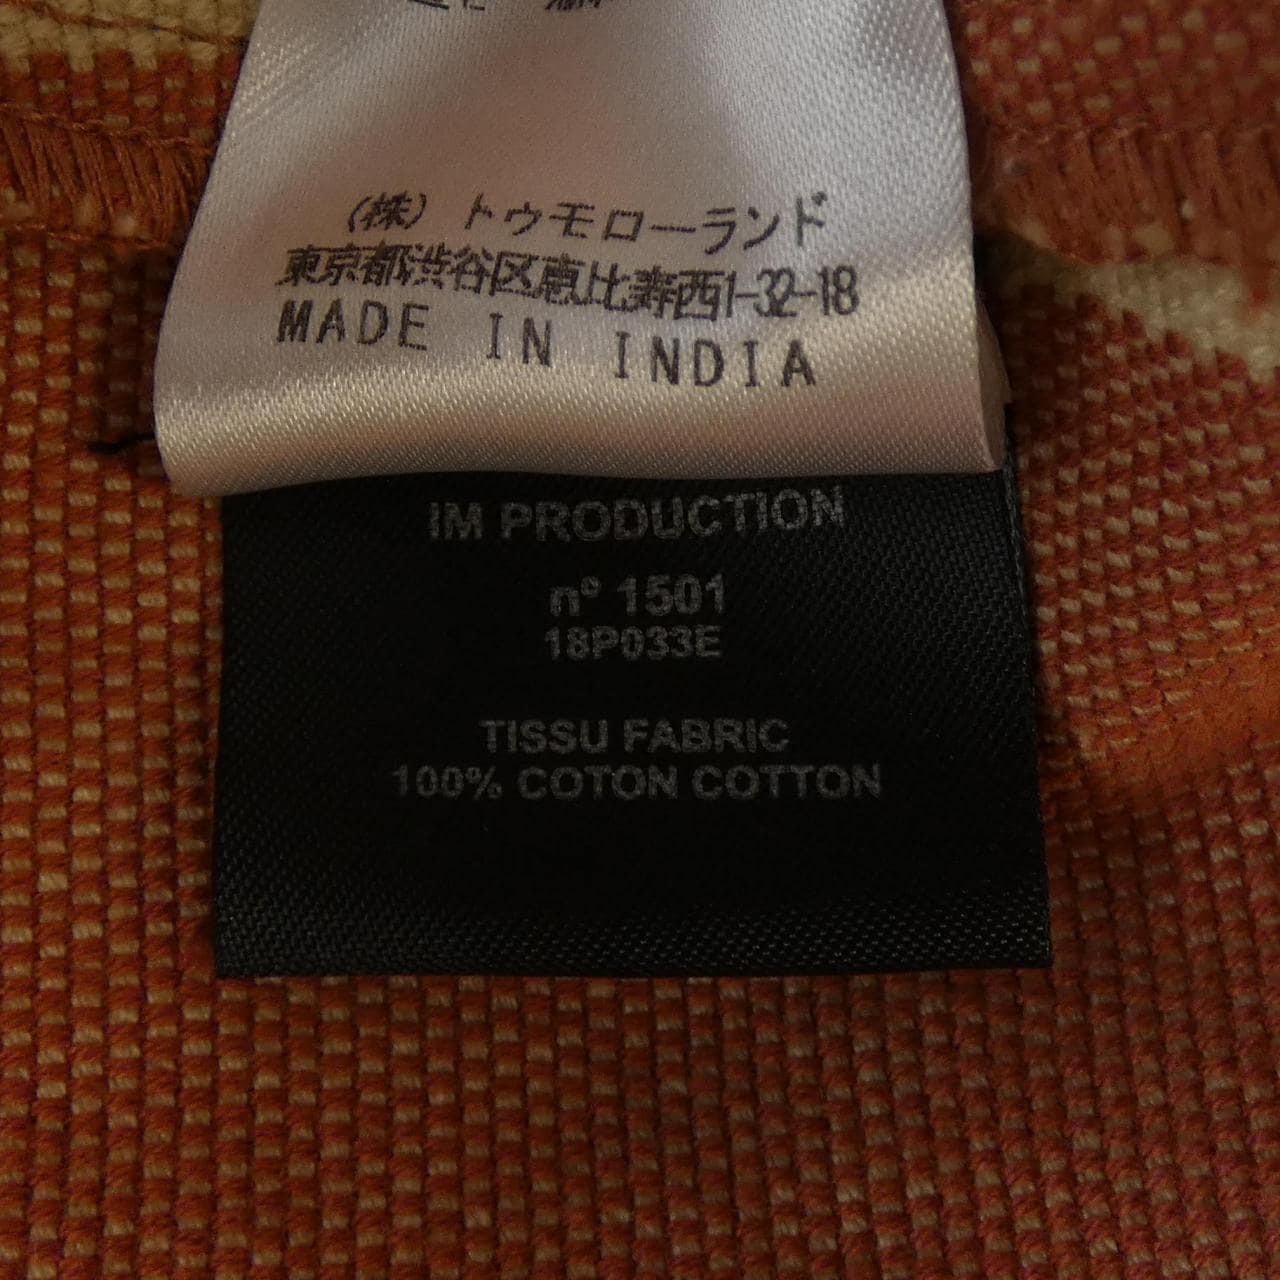 (株)トゥモローランド
東京都渋谷区恵比寿西1-32-18
MADE IN INDIA
IM PRODUCTION
nº 1501
18P033E
TISSU FABRIC
100% COTON COTTON